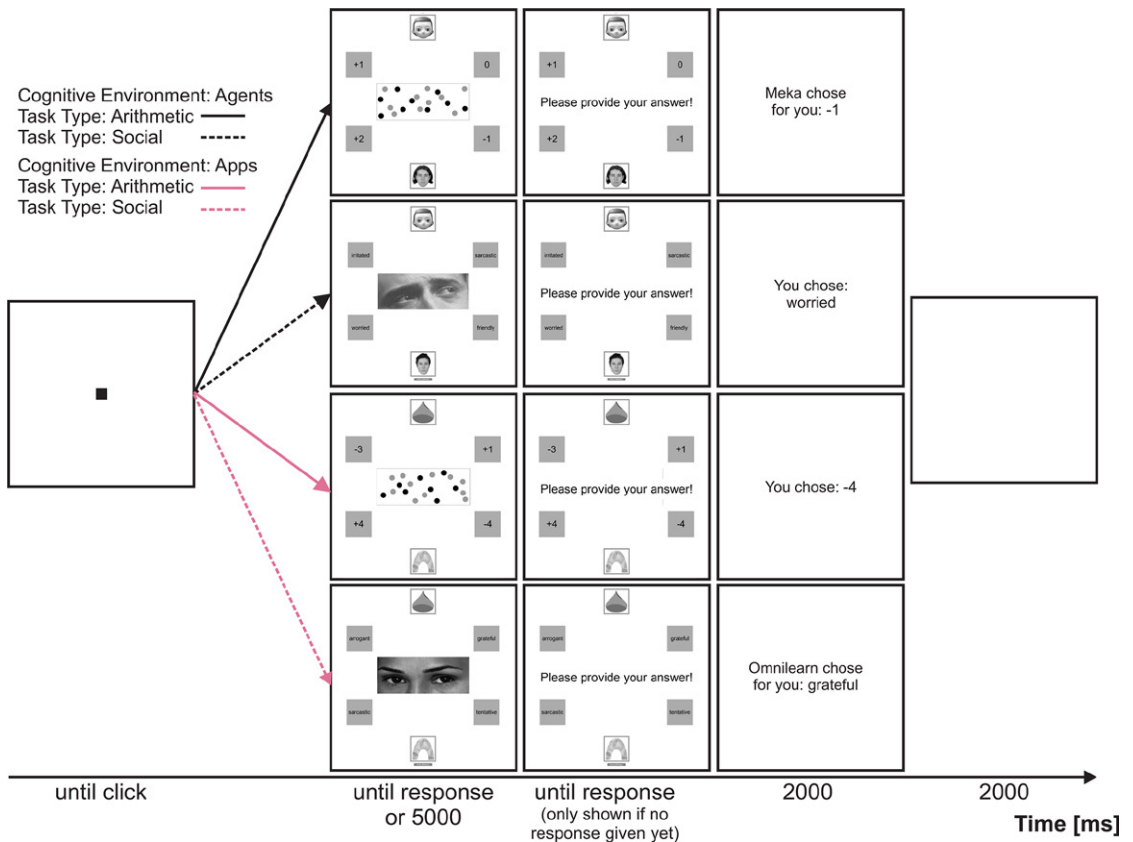 Cognitive Environment: Agents
Task Type: Arithmetic
Task Type: Social
Cognitive Environment: Apps
Task Type: Arithmetic
Task Type: Social
+1 0
+2 -1
+1 0
Please provide your answer!
+2 -1
Meka chose
for you: -1
irritated sarcastic
worried friendly
irritated sarcastic
Please provide your answer!
worried friendly
You chose:
worried
-3 +1
+4 -4
-3 +1
Please provide your answer!
+4 -4
You chose: -4
arrogant grateful
sarcastic tentative
arrogant grateful
Please provide your answer!
sarcastic tentative
Omnilearn chose
for you: grateful
until click
until response
or 5000
until response
(only shown if no
response given yet)
2000
2000
Time [ms]